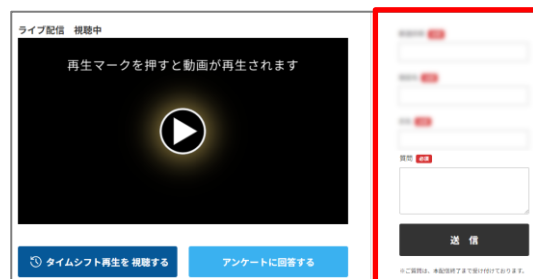 ライブ配信 視聴中
再生マークを押すと動画が再生されます
タイムシフト再生を視聴する
アンケートに回答する
質問 必須
送 信
※ご質問は、本配信終了まで受け付けております。